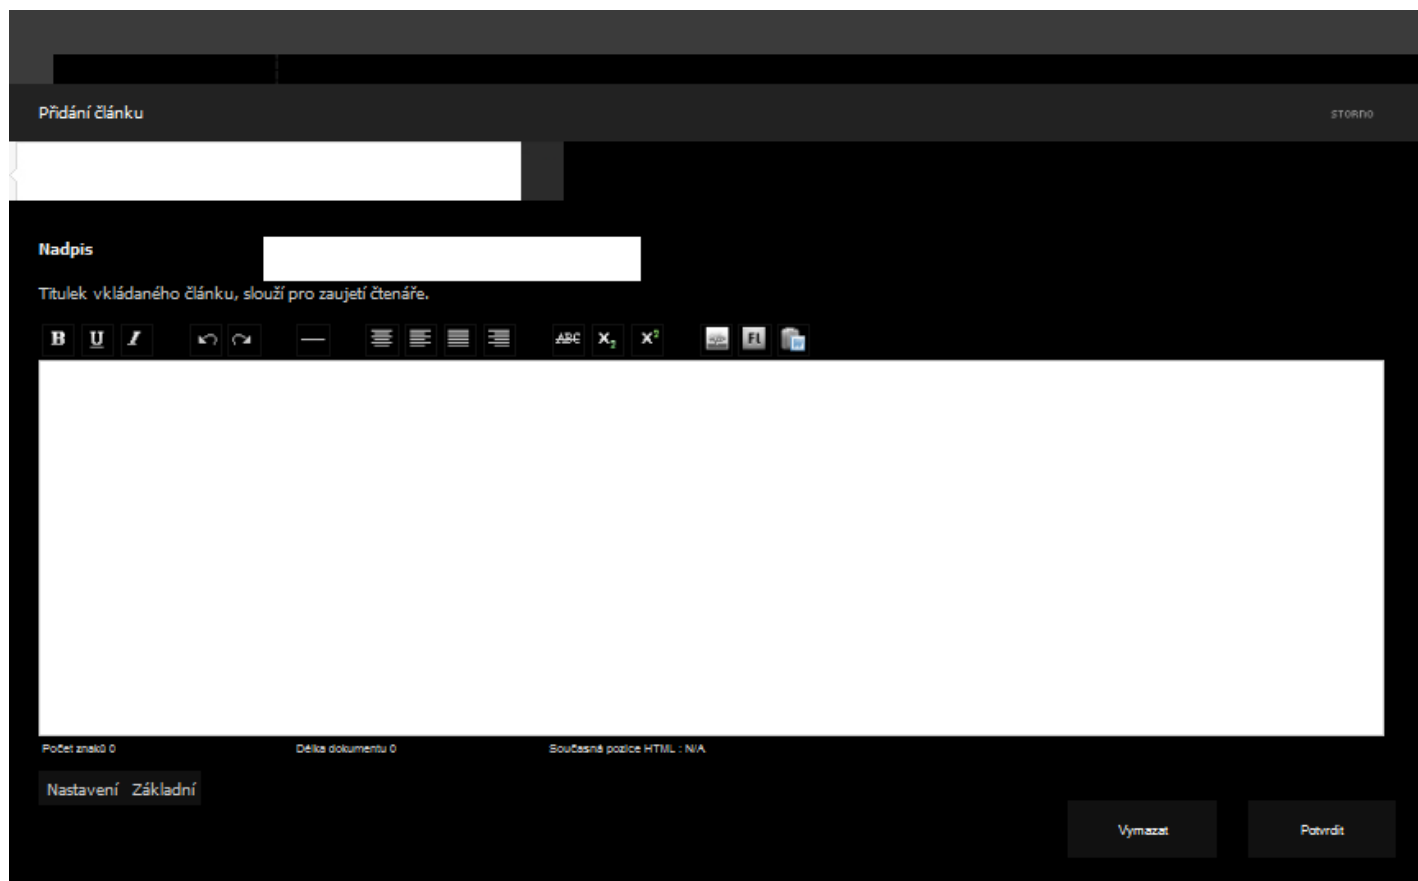 Přidání článku
STORNO
Nadpis
Titulek vkládaného článku, slouží pro zaujetí čtenáře.
B U I ABC X2 X2 FL
Počet znaků 0 Délka dokumentu 0 Současná pozice HTML : N/A
Nastavení Základní
Vymazat Potvrdit